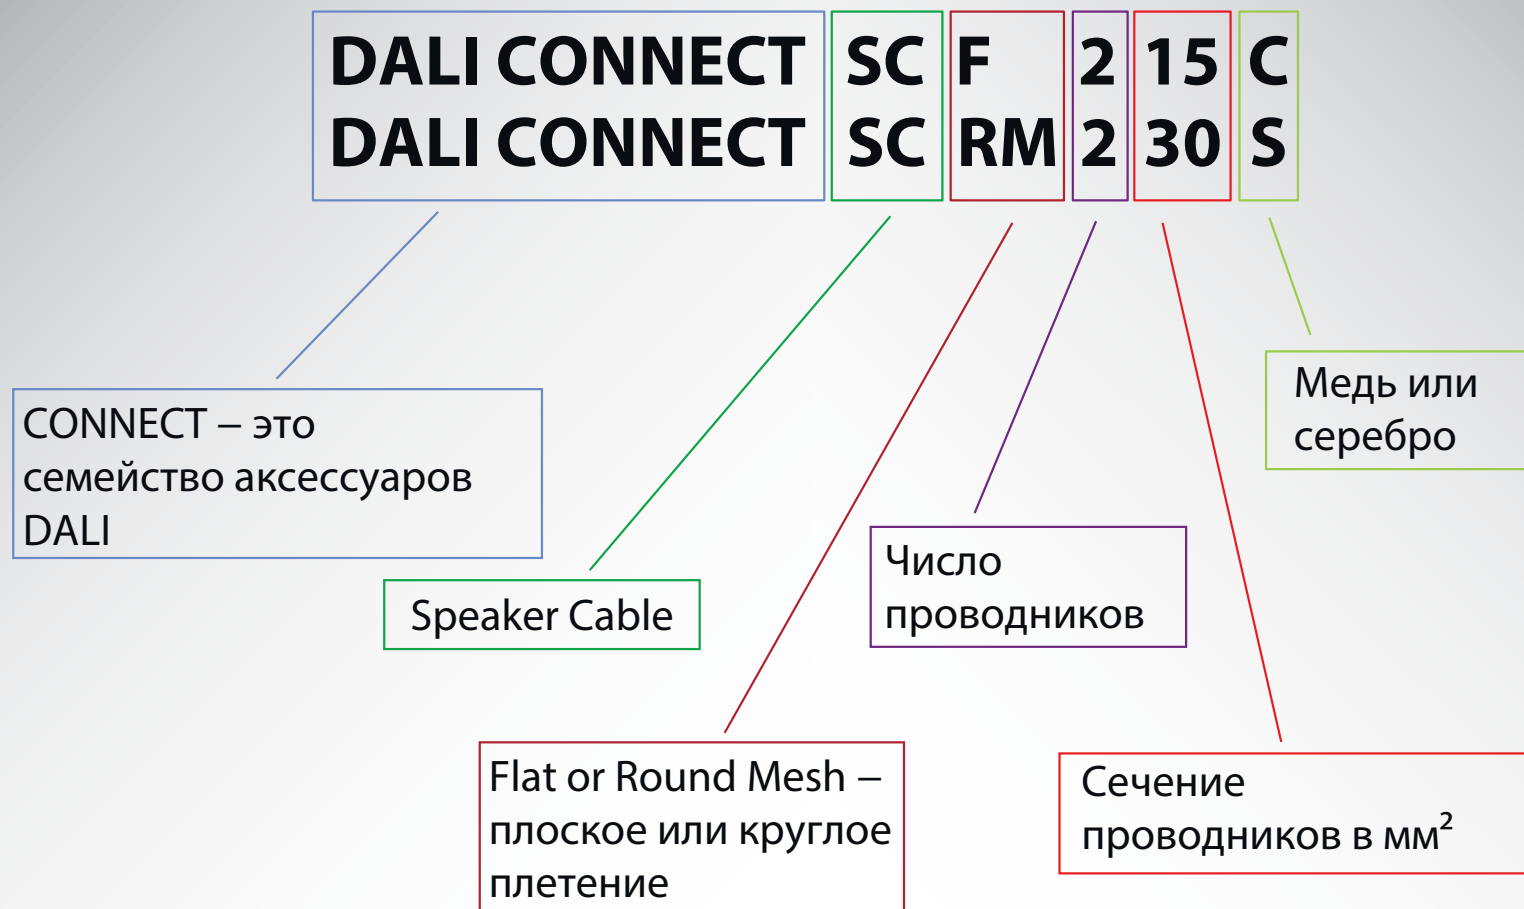 DALI CONNECT SC F 2 15 C
DALI CONNECT SC RM 2 30 S
CONNECT – это
семейство аксессуаров
DALI
Speaker Cable
Flat or Round Mesh –
плоское или круглое
плетение
Число
проводников
Сечение
проводников в мм²
Медь или
серебро